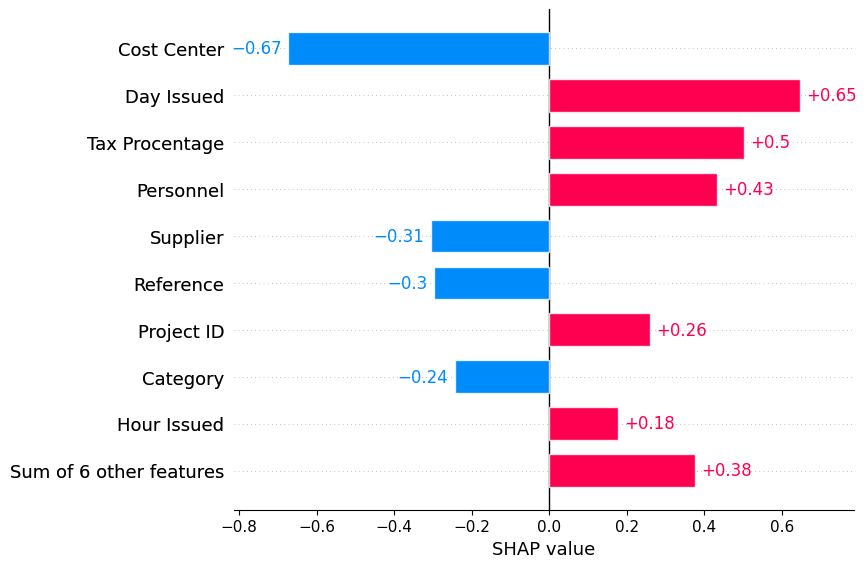 Cost Center −0.67
Day Issued +0.65
Tax Procentage +0.5
Personnel +0.43
Supplier −0.31
Reference −0.3
Project ID +0.26
Category −0.24
Hour Issued +0.18
Sum of 6 other features +0.38
−0.8 −0.6 −0.4 −0.2 0.0 0.2 0.4 0.6
SHAP value